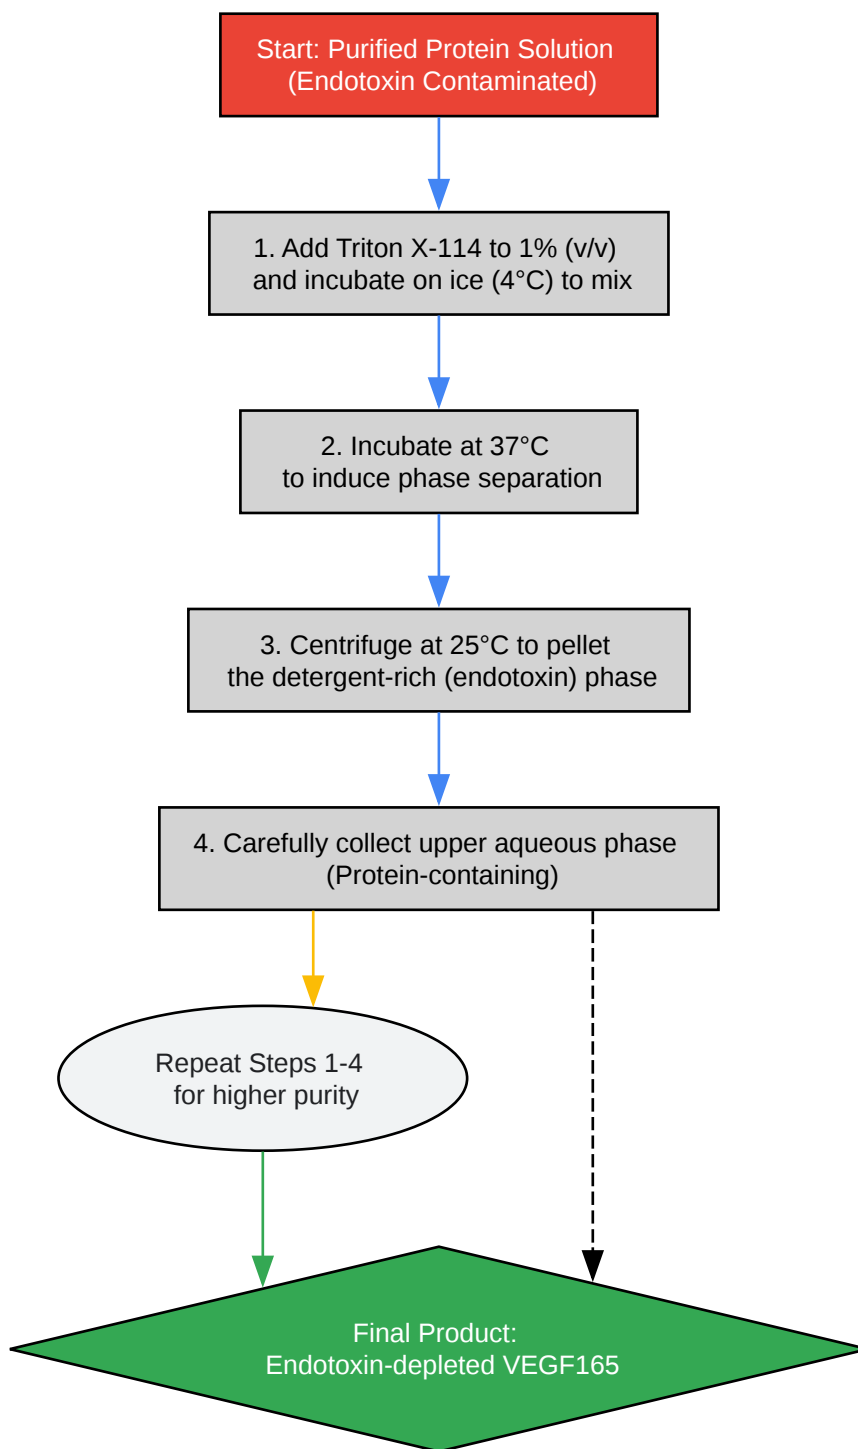 Start: Purified Protein Solution
(Endotoxin Contaminated)
1. Add Triton X-114 to 1% (v/v)
and incubate on ice (4°C) to mix
2. Incubate at 37°C
to induce phase separation
3. Centrifuge at 25°C to pellet
the detergent-rich (endotoxin) phase
4. Carefully collect upper aqueous phase
(Protein-containing)
Repeat Steps 1-4
for higher purity
Final Product:
Endotoxin-depleted VEGF165